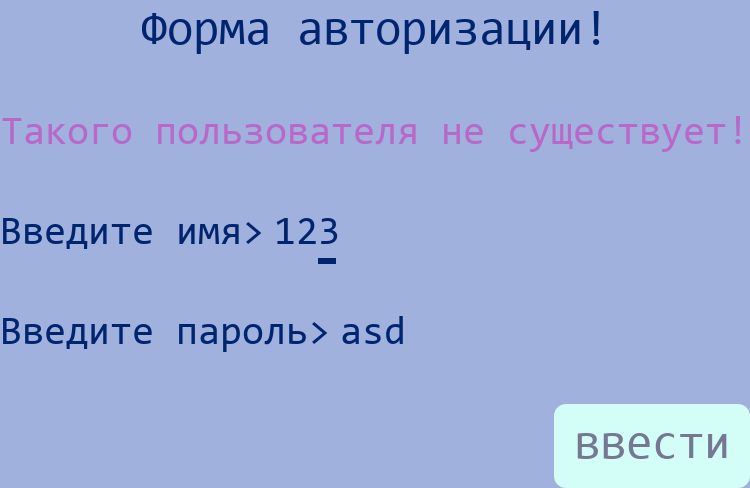 Форма авторизации!
Такого пользователя не существует!
Введите имя> 123
Введите пароль> asd
ввести